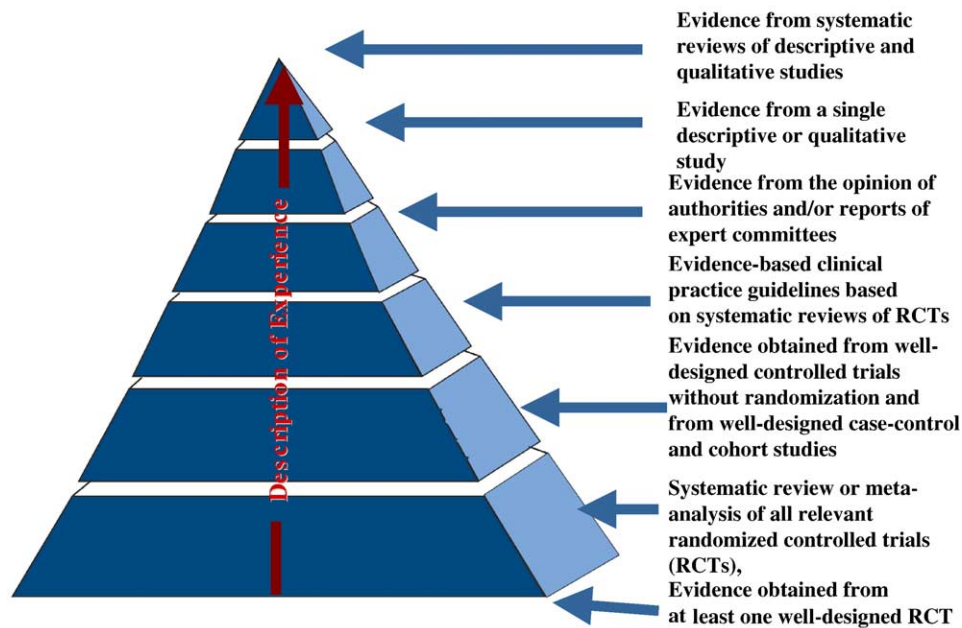 Evidence from systematic
reviews of descriptive and
qualitative studies
Evidence from a single
descriptive or qualitative
study
Evidence from the opinion of
authorities and/or reports of
expert committees
Evidence-based clinical
practice guidelines based
on systematic reviews of RCTs
Evidence obtained from well-
designed controlled trials
without randomization and
from well-designed case-control
and cohort studies
Systematic review or meta-
analysis of all relevant
randomized controlled trials
(RCTs),
Evidence obtained from
at least one well-designed RCT
Description of Experience